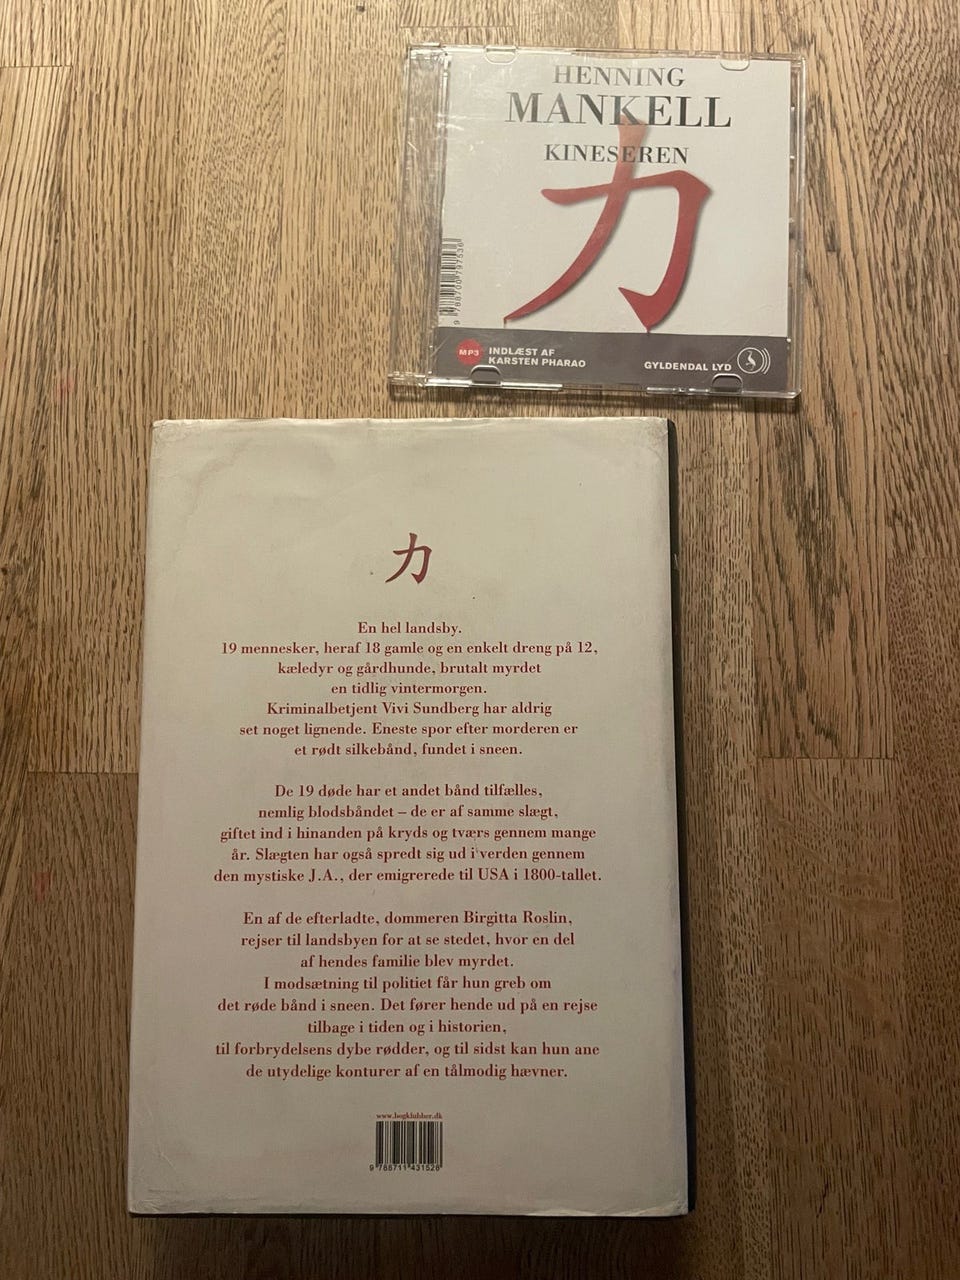 HENNING
MANKELL
KINESEREN
力
9 788700 797536
MP3
INDLÆST AF
KARSTEN PHARAO
GYLDENDAL LYD
力
En hel landsby.
19 mennesker, heraf 18 gamle og en enkelt dreng på 12,
kæledyr og gårdhunde, brutalt myrdet
en tidlig vintermorgen.
Kriminalbetjent Vivi Sundberg har aldrig
set noget lignende. Eneste spor efter morderen er
et rødt silkebånd, fundet i sneen.
De 19 døde har et andet bånd tilfælles,
nemlig blodsbåndet – de er af samme slægt,
giftet ind i hinanden på kryds og tværs gennem mange
år. Slægten har også spredt sig ud i verden gennem
den mystiske J.A., der emigrerede til USA i 1800-tallet.
En af de efterladte, dommeren Birgitta Roslin,
rejser til landsbyen for at se stedet, hvor en del
af hendes familie blev myrdet.
I modsætning til politiet får hun greb om
det røde bånd i sneen. Det fører hende ud på en rejse
tilbage i tiden og i historien,
til forbrydelsens dybe rødder, og til sidst kan hun ane
de utydelige konturer af en tålmodig hævner.
www.bogklubber.dk
9 788711 431528